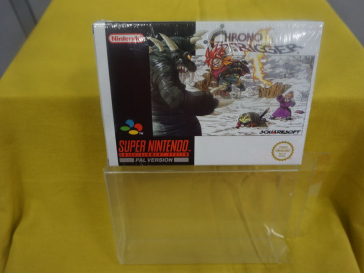 Nintendo
CHRONO
TRIGGER
SQUARESOFT
SUPER NINTENDO
PAL VERSION